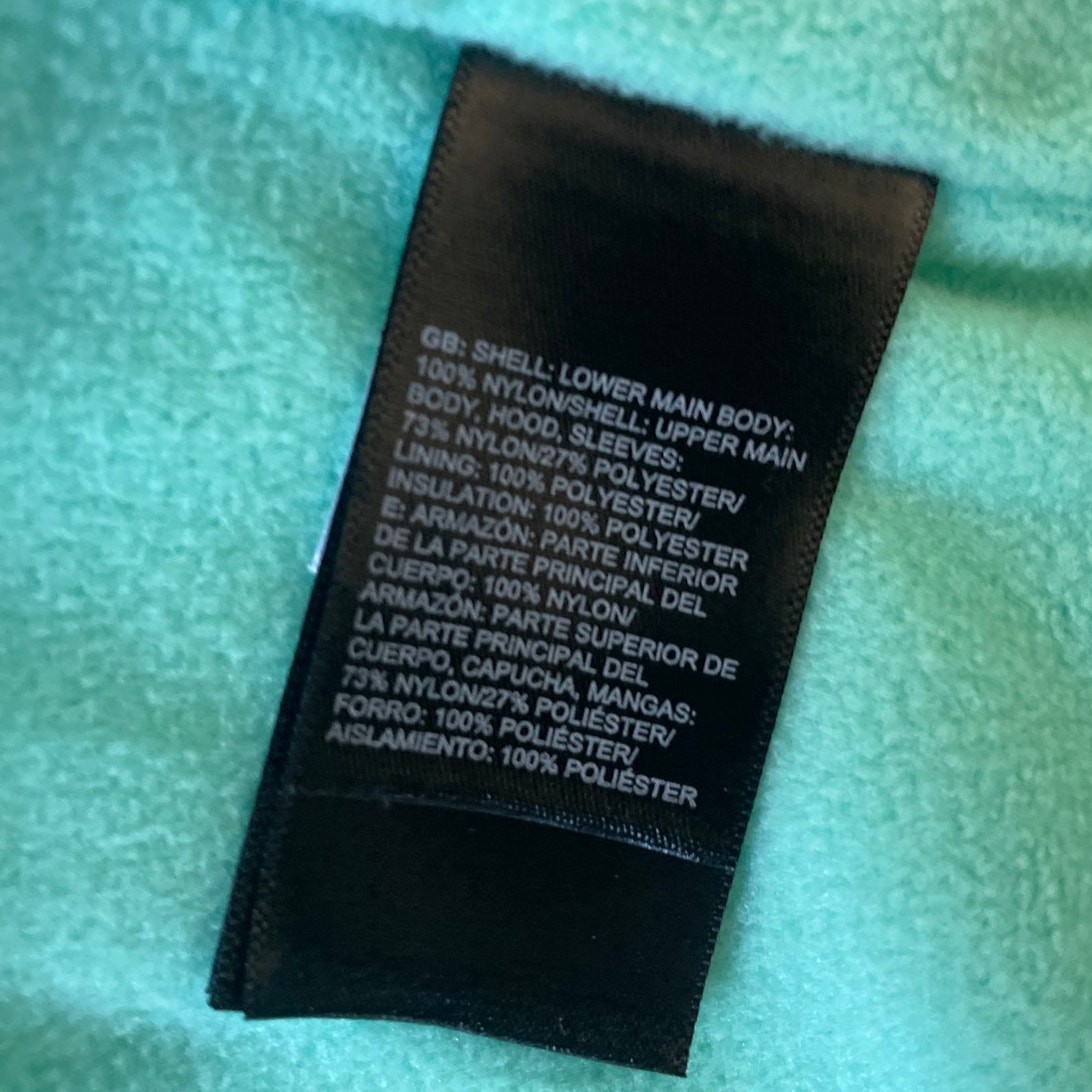 GB: SHELL: LOWER MAIN BODY:
100% NYLON/SHELL: UPPER MAIN
BODY, HOOD, SLEEVES:
73% NYLON/27% POLYESTER/
LINING: 100% POLYESTER/
INSULATION: 100% POLYESTER
E: ARMAZÓN: PARTE INFERIOR
DE LA PARTE PRINCIPAL DEL
CUERPO: 100% NYLON/
ARMAZÓN: PARTE SUPERIOR DE
LA PARTE PRINCIPAL DEL
CUERPO, CAPUCHA, MANGAS:
73% NYLON/27% POLIÉSTER/
FORRO: 100% POLIÉSTER/
AISLAMIENTO: 100% POLIÉSTER